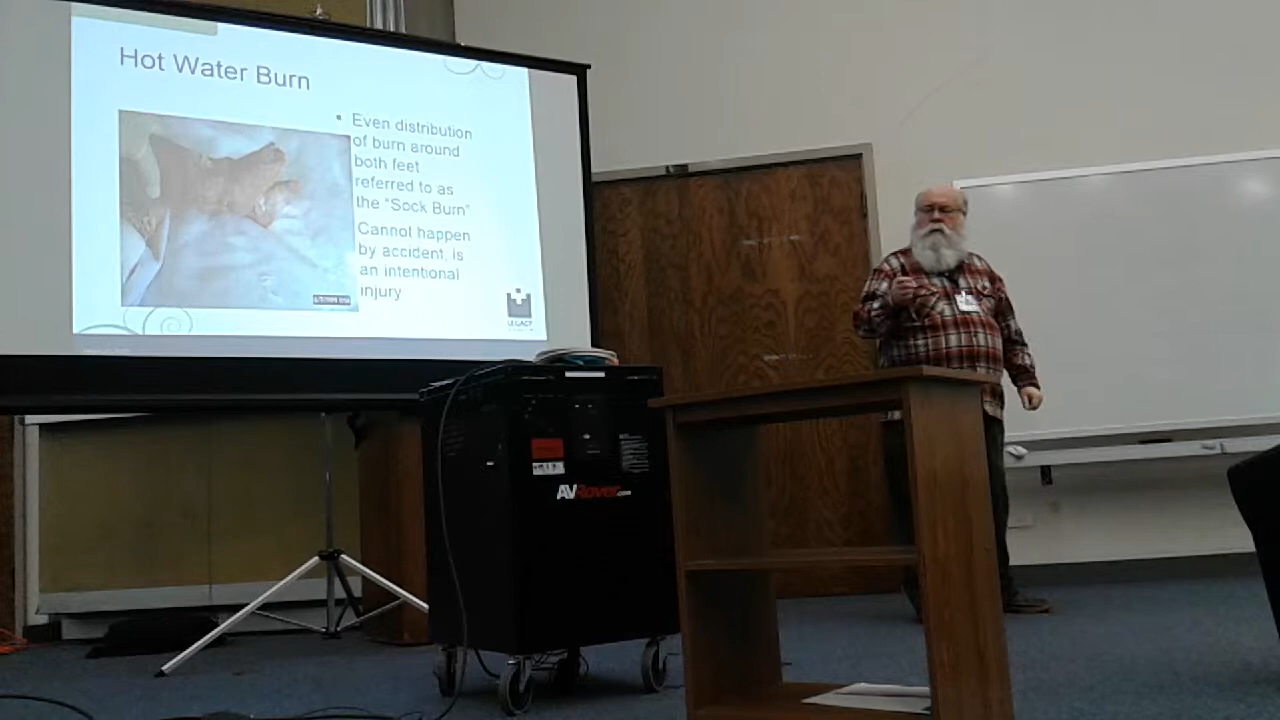 Hot Water Burn
• Even distribution
of burn around
both feet
referred to as
the “Sock Burn”
Cannot happen
by accident, is
an intentional
injury
LEGACY
AVRover.com